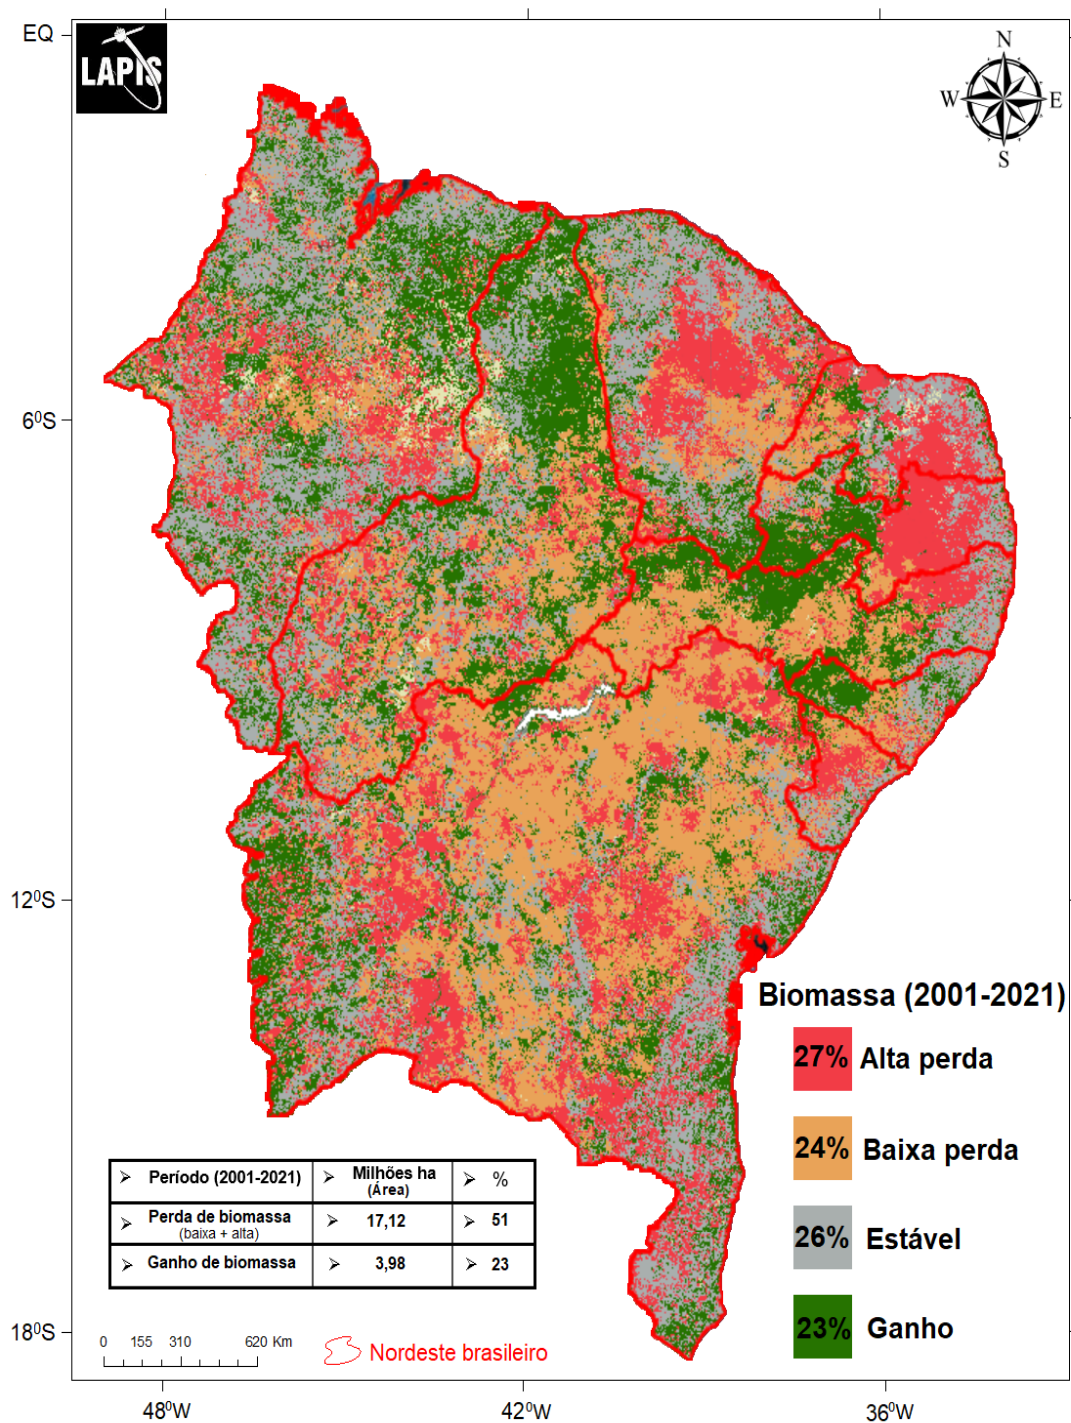 EQ
LAPIS
N
W
E
S
6⁰S
12⁰S
Biomassa (2001-2021)
27% Alta perda
24% Baixa perda
26% Estável
23% Ganho
➢ Período (2001-2021) ➢ Milhões ha ➢ %
(Área)
➢ Perda de biomassa ➢ 17,12 ➢ 51
(baixa + alta)
➢ Ganho de biomassa ➢ 3,98 ➢ 23
18⁰S
0 155 310 620 Km
Nordeste brasileiro
48⁰W 42⁰W 36⁰W